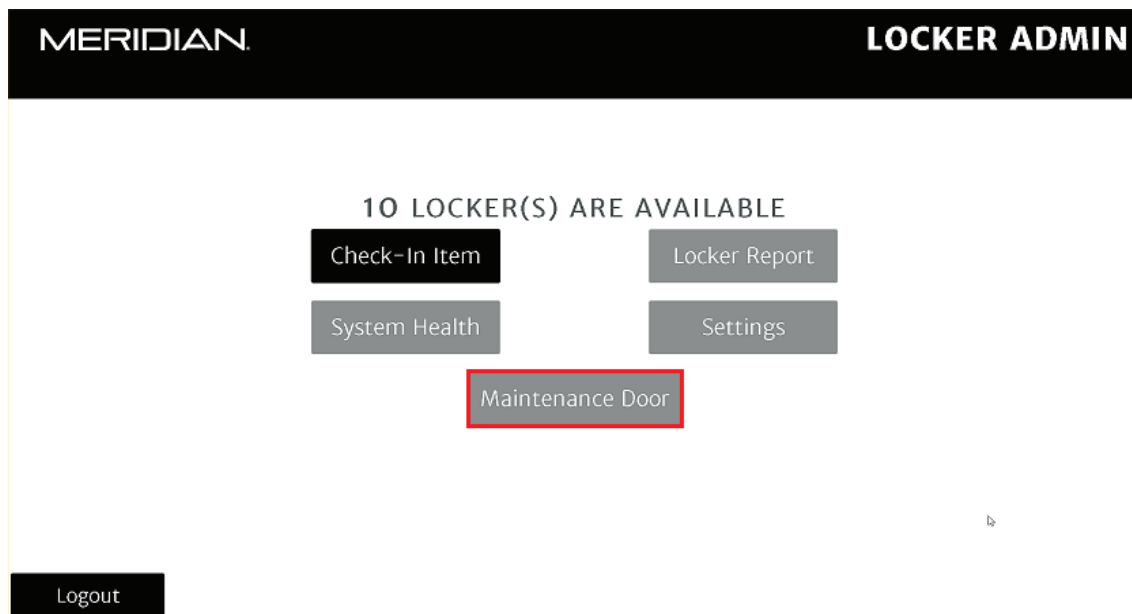 MERIDIAN. LOCKER ADMIN
10 LOCKER(S) ARE AVAILABLE
Check-In Item Locker Report
System Health Settings
Maintenance Door
Logout